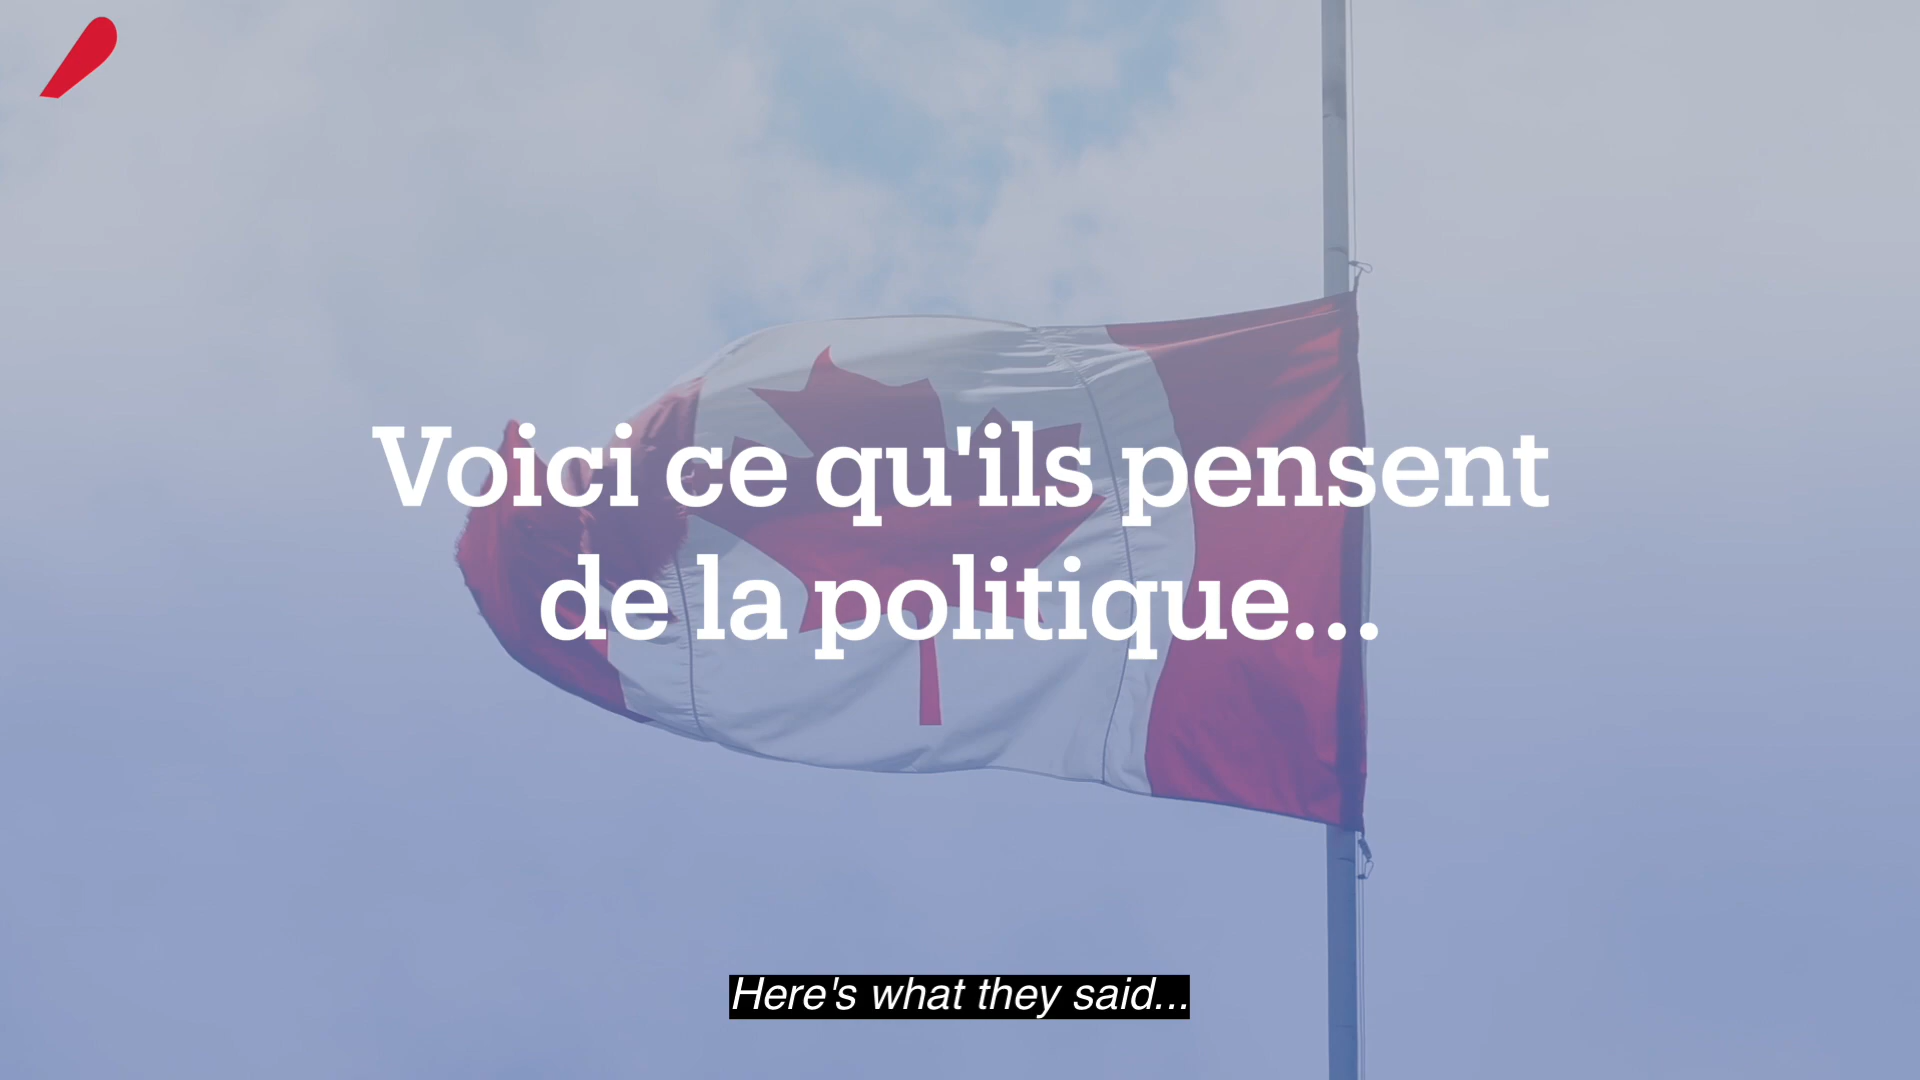 Voici ce qu'ils pensent
de la politique...
Here's what they said...